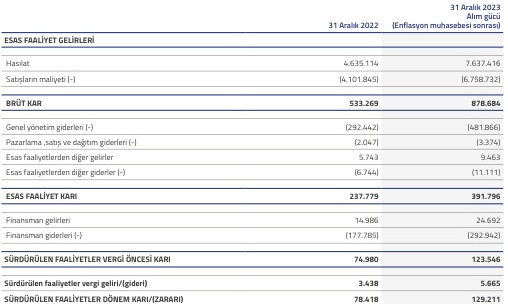 31 Aralık 2023
Alım gücü
31 Aralık 2022 (Enflasyon muhasebesi sonrası)
ESAS FAALİYET GELİRLERİ
Hasılat 4.635.114 7.637.416
Satışların maliyeti (-) (4.101.845) (6.758.732)
BRÜT KAR 533.269 878.684
Genel yönetim giderleri (-) (292.442) (481.866)
Pazarlama ,satış ve dağıtım giderleri (-) (2.047) (3.374)
Esas faaliyetlerden diğer gelirler 5.743 9.463
Esas faaliyetlerden diğer giderler (-) (6.744) (11.111)
ESAS FAALİYET KARI 237.779 391.796
Finansman gelirleri 14.986 24.692
Finansman giderleri (-) (177.785) (292.942)
SÜRDÜRÜLEN FAALİYETLER VERGİ ÖNCESİ KARI 74.980 123.546
Sürdürülen faaliyetler vergi geliri/(gideri) 3.438 5.665
SÜRDÜRÜLEN FAALİYETLER DÖNEM KARI/(ZARARI) 78.418 129.211